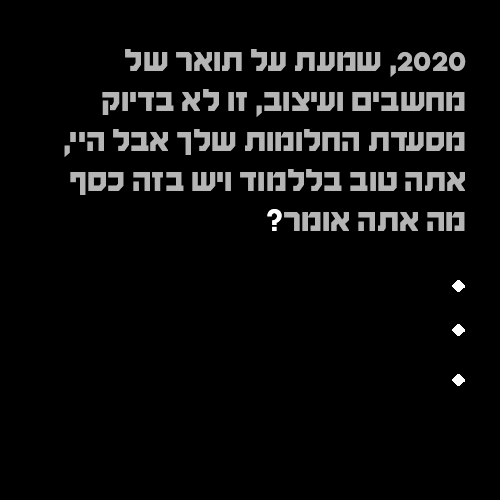 2020, שמעת על תואר של
מחשבים ועיצוב, זו לא בדיוק
מסעדת החלומות שלך אבל היי,
אתה טוב בללמוד ויש בזה כסף
מה אתה אומר?